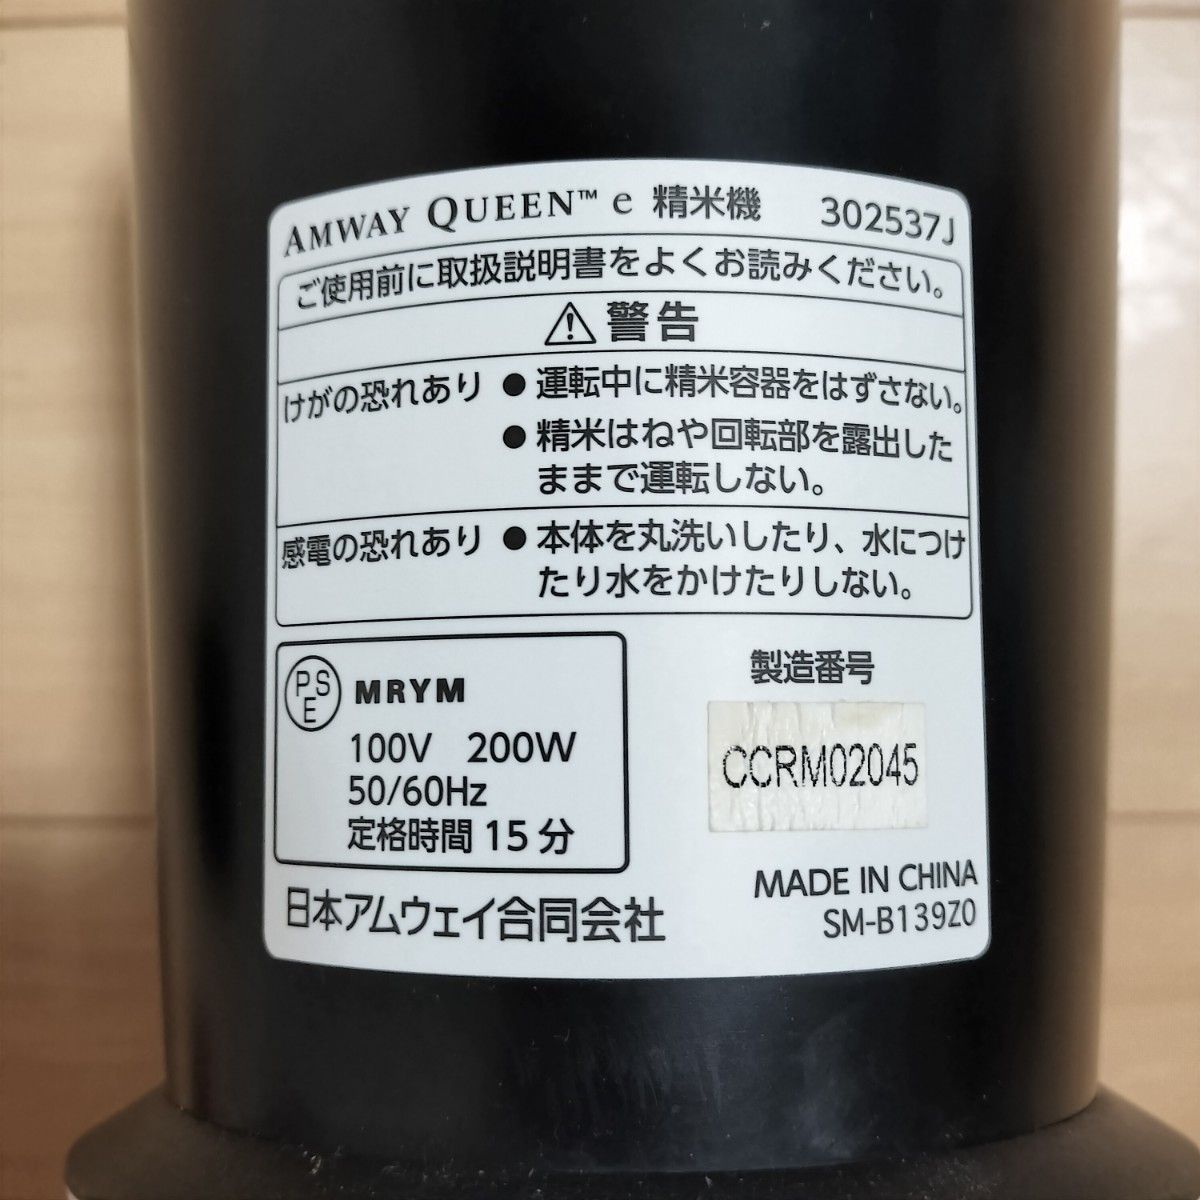 AMWAY QUEEN™ e 精米機 302537J
ご使用前に取扱説明書をよくお読みください。
警告
けがの恐れあり ● 運転中に精米容器をはずさない。
● 精米はねや回転部を露出した
ままで運転しない。
感電の恐れあり ● 本体を丸洗いしたり、水につけ
たり水をかけたりしない。
PSE MRYM
100V 200W
50/60Hz
定格時間 15 分
製造番号
CCRM02045
日本アムウェイ合同会社
MADE IN CHINA
SM-B139Z0